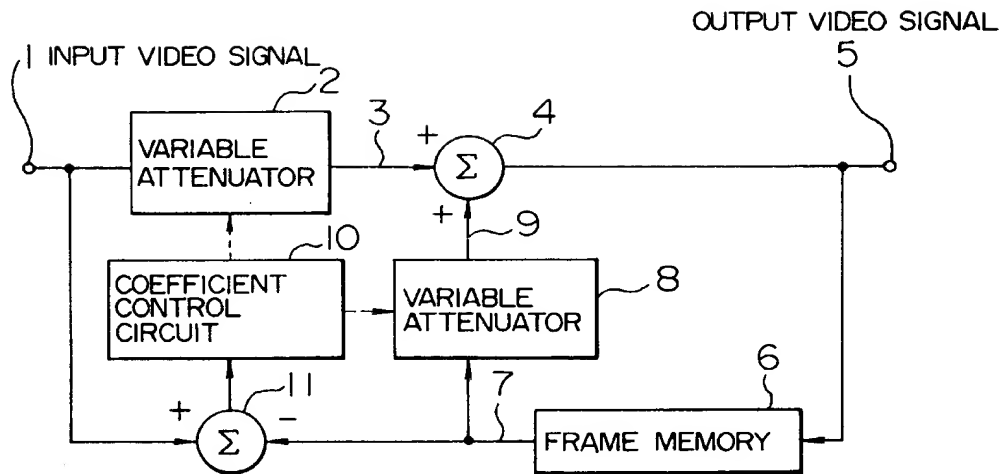 OUTPUT VIDEO SIGNAL
5
1 INPUT VIDEO SIGNAL
2
VARIABLE
ATTENUATOR
3
+
4
Σ
+
9
10
COEFFICIENT
CONTROL
CIRCUIT
VARIABLE
ATTENUATOR
8
11
+
-
Σ
7
6
FRAME MEMORY